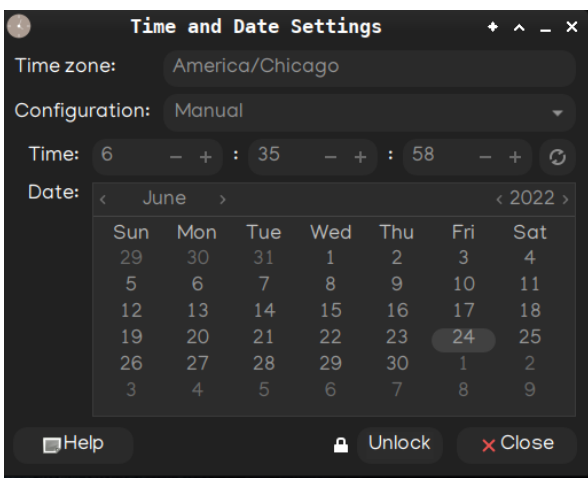 Time and Date Settings
Time zone: America/Chicago
Configuration: Manual
Time: 6 − + : 35 − + : 58 − +
Date: ‹ June › ‹ 2022 ›
Sun Mon Tue Wed Thu Fri Sat
29 30 31 1 2 3 4
5 6 7 8 9 10 11
12 13 14 15 16 17 18
19 20 21 22 23 24 25
26 27 28 29 30 1 2
3 4 5 6 7 8 9
Help Unlock Close